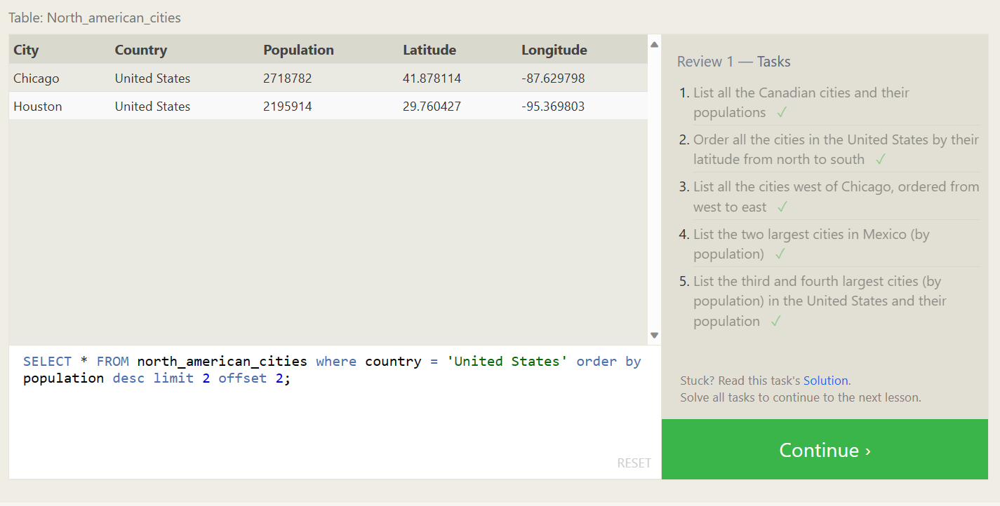 Table: North_american_cities
City Country Population Latitude Longitude
Chicago United States 2718782 41.878114 -87.629798
Houston United States 2195914 29.760427 -95.369803
SELECT * FROM north_american_cities where country = 'United States' order by
population desc limit 2 offset 2;
RESET
Review 1 — Tasks
1. List all the Canadian cities and their
populations ✓
2. Order all the cities in the United States by their
latitude from north to south ✓
3. List all the cities west of Chicago, ordered from
west to east ✓
4. List the two largest cities in Mexico (by
population) ✓
5. List the third and fourth largest cities (by
population) in the United States and their
population ✓
Stuck? Read this task's Solution.
Solve all tasks to continue to the next lesson.
Continue ›